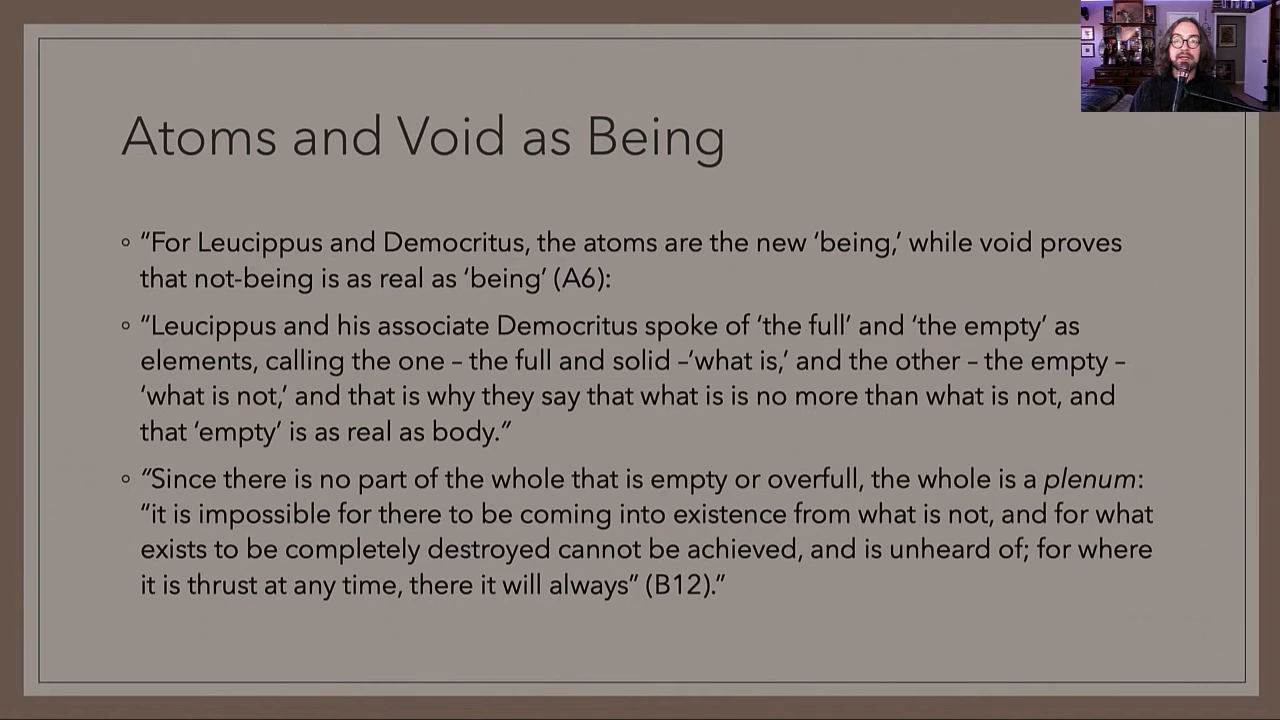 Atoms and Void as Being
◦ “For Leucippus and Democritus, the atoms are the new ‘being,’ while void proves
that not-being is as real as ‘being’ (A6):
◦ “Leucippus and his associate Democritus spoke of ‘the full’ and ‘the empty’ as
elements, calling the one – the full and solid –‘what is,’ and the other – the empty –
‘what is not,’ and that is why they say that what is is no more than what is not, and
that ‘empty’ is as real as body.”
◦ “Since there is no part of the whole that is empty or overfull, the whole is a plenum:
“it is impossible for there to be coming into existence from what is not, and for what
exists to be completely destroyed cannot be achieved, and is unheard of; for where
it is thrust at any time, there it will always” (B12).”